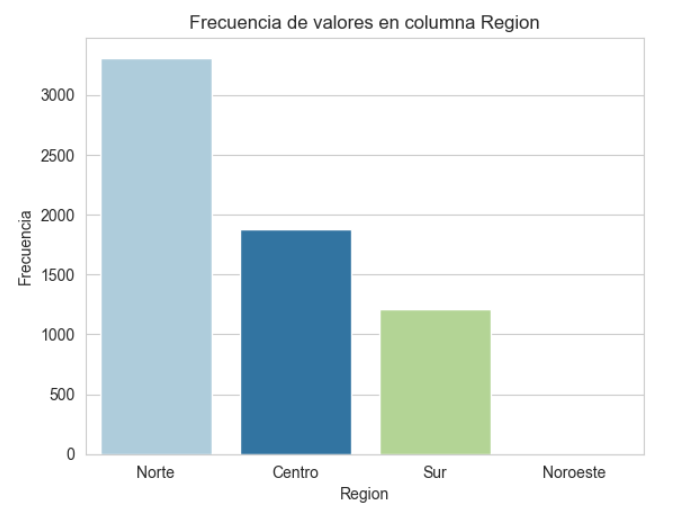 Frecuencia de valores en columna Region
Frecuencia
3000
2500
2000
1500
1000
500
0
Norte Centro Sur Noroeste
Region